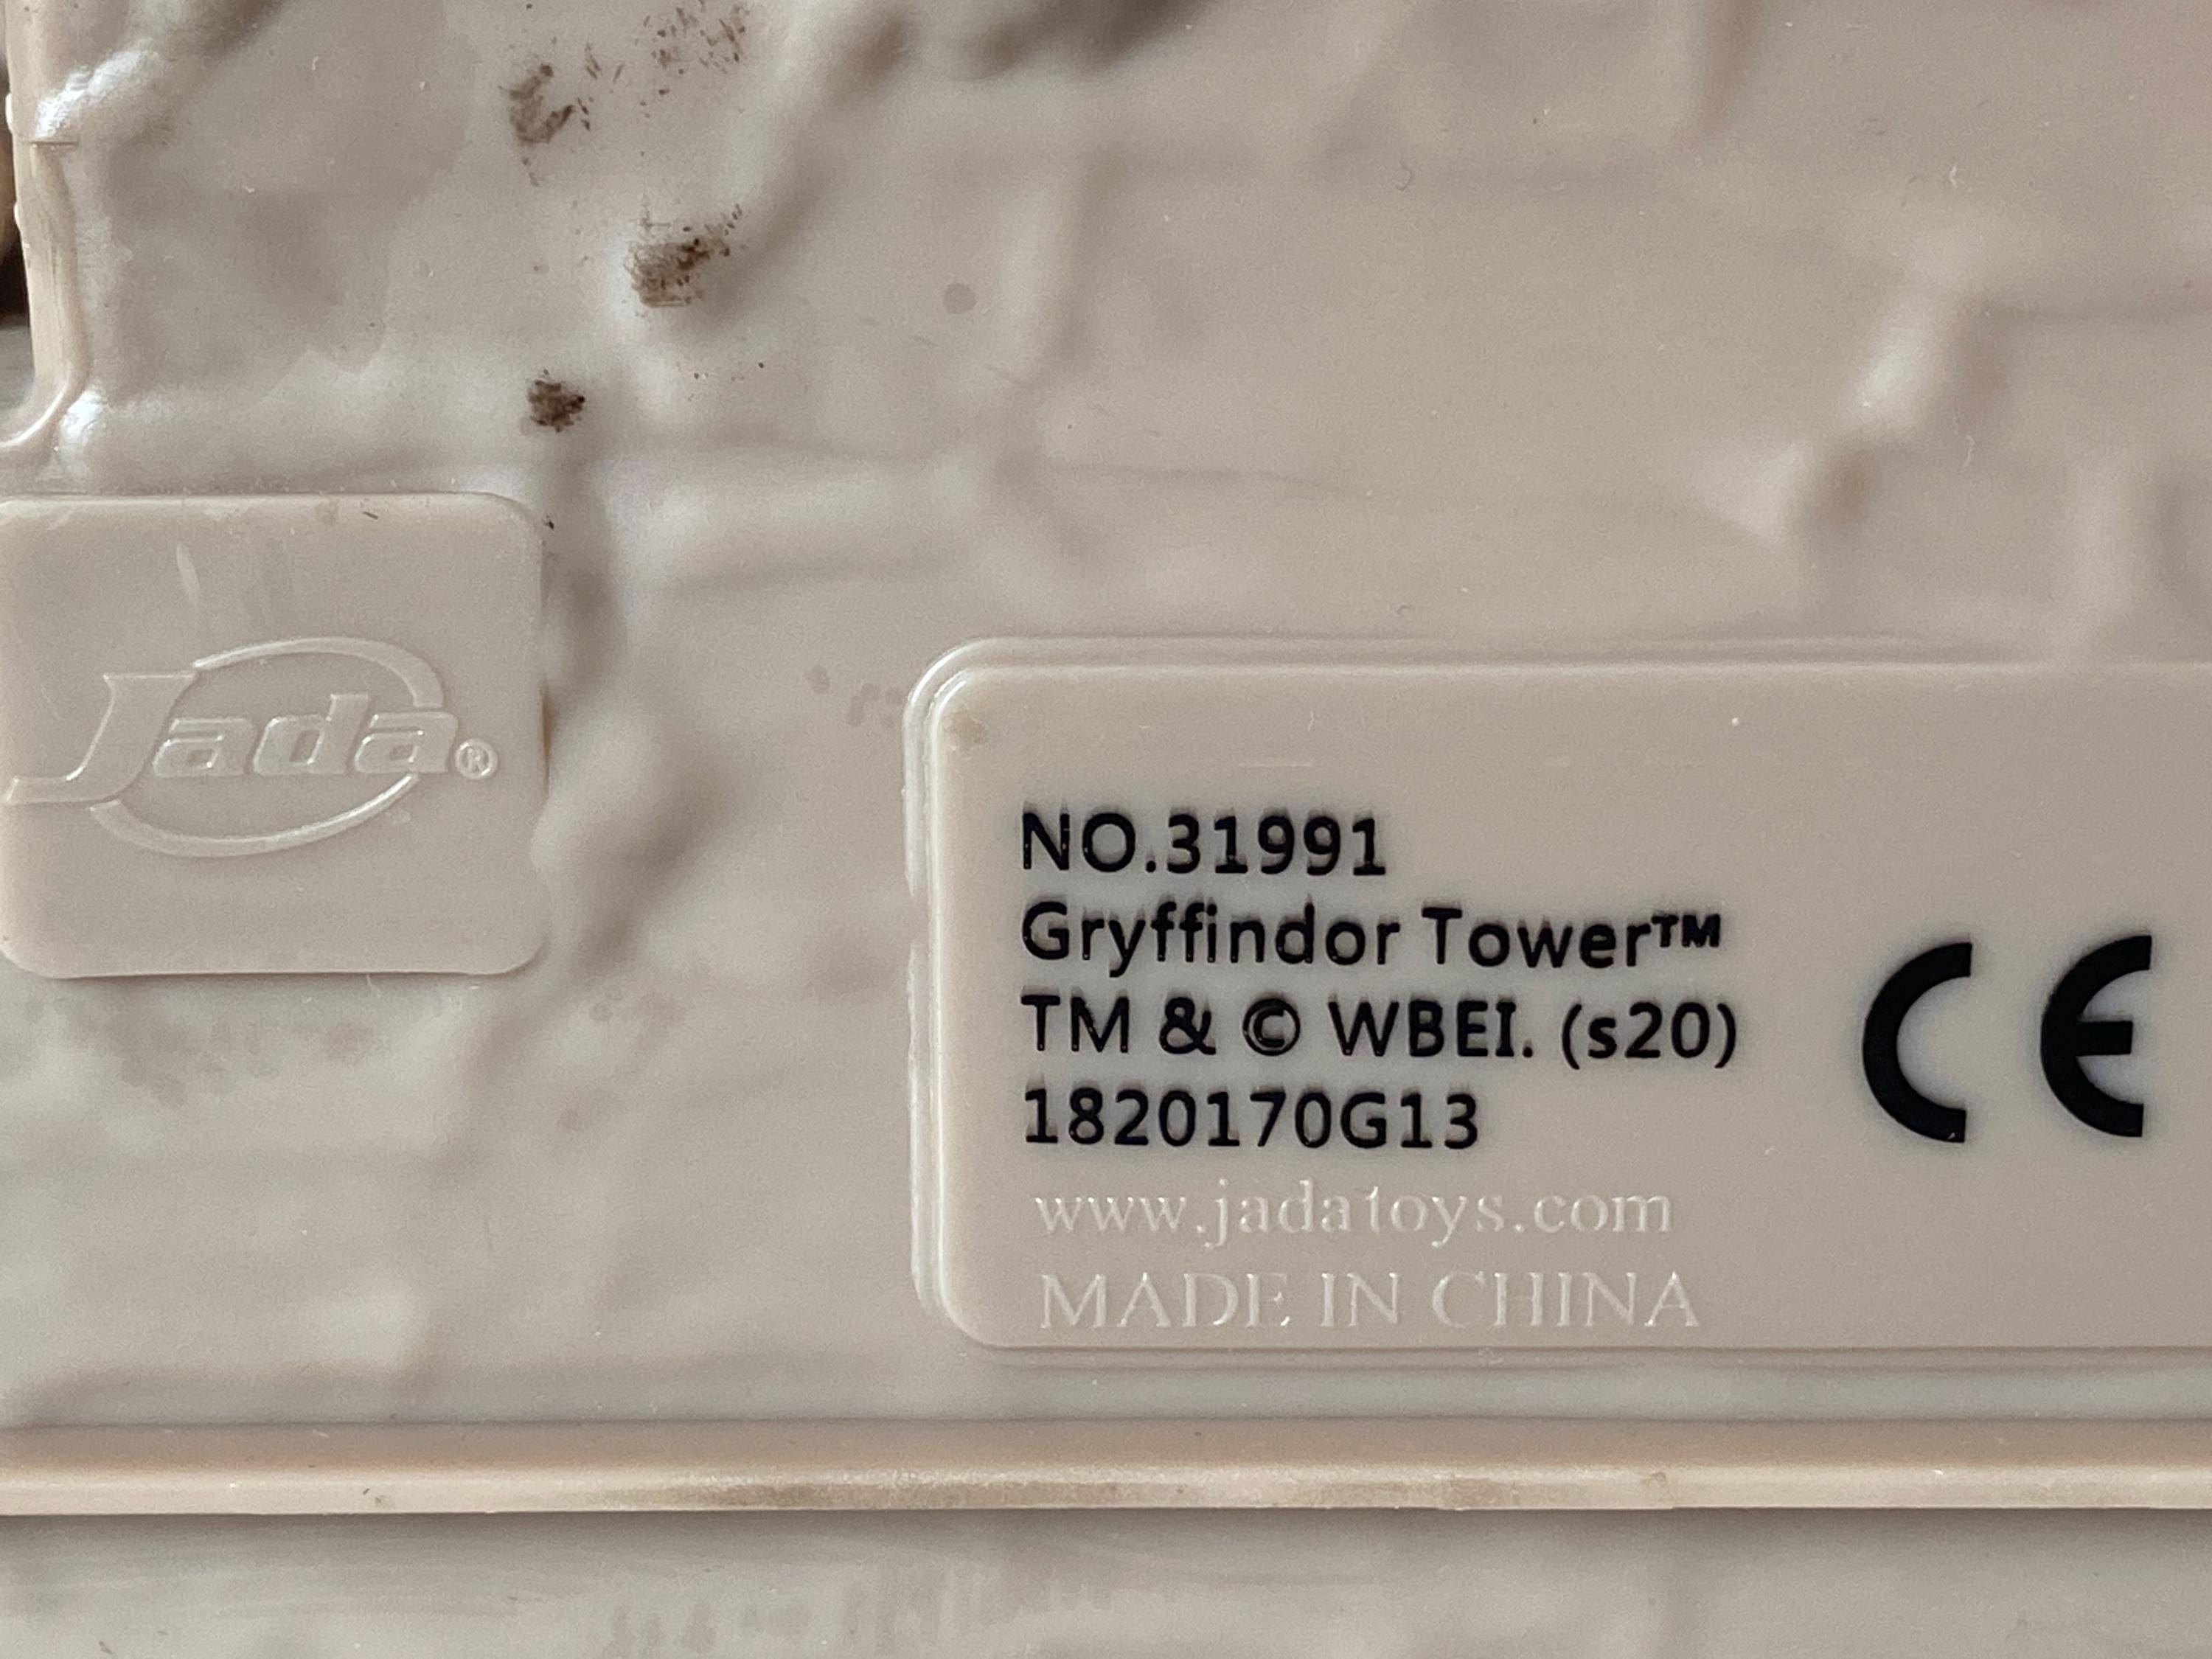 Jada®
NO.31991
Gryffindor Tower™
TM & © WBEI. (s20)
1820170G13
CE
www.jadatoys.com
MADE IN CHINA